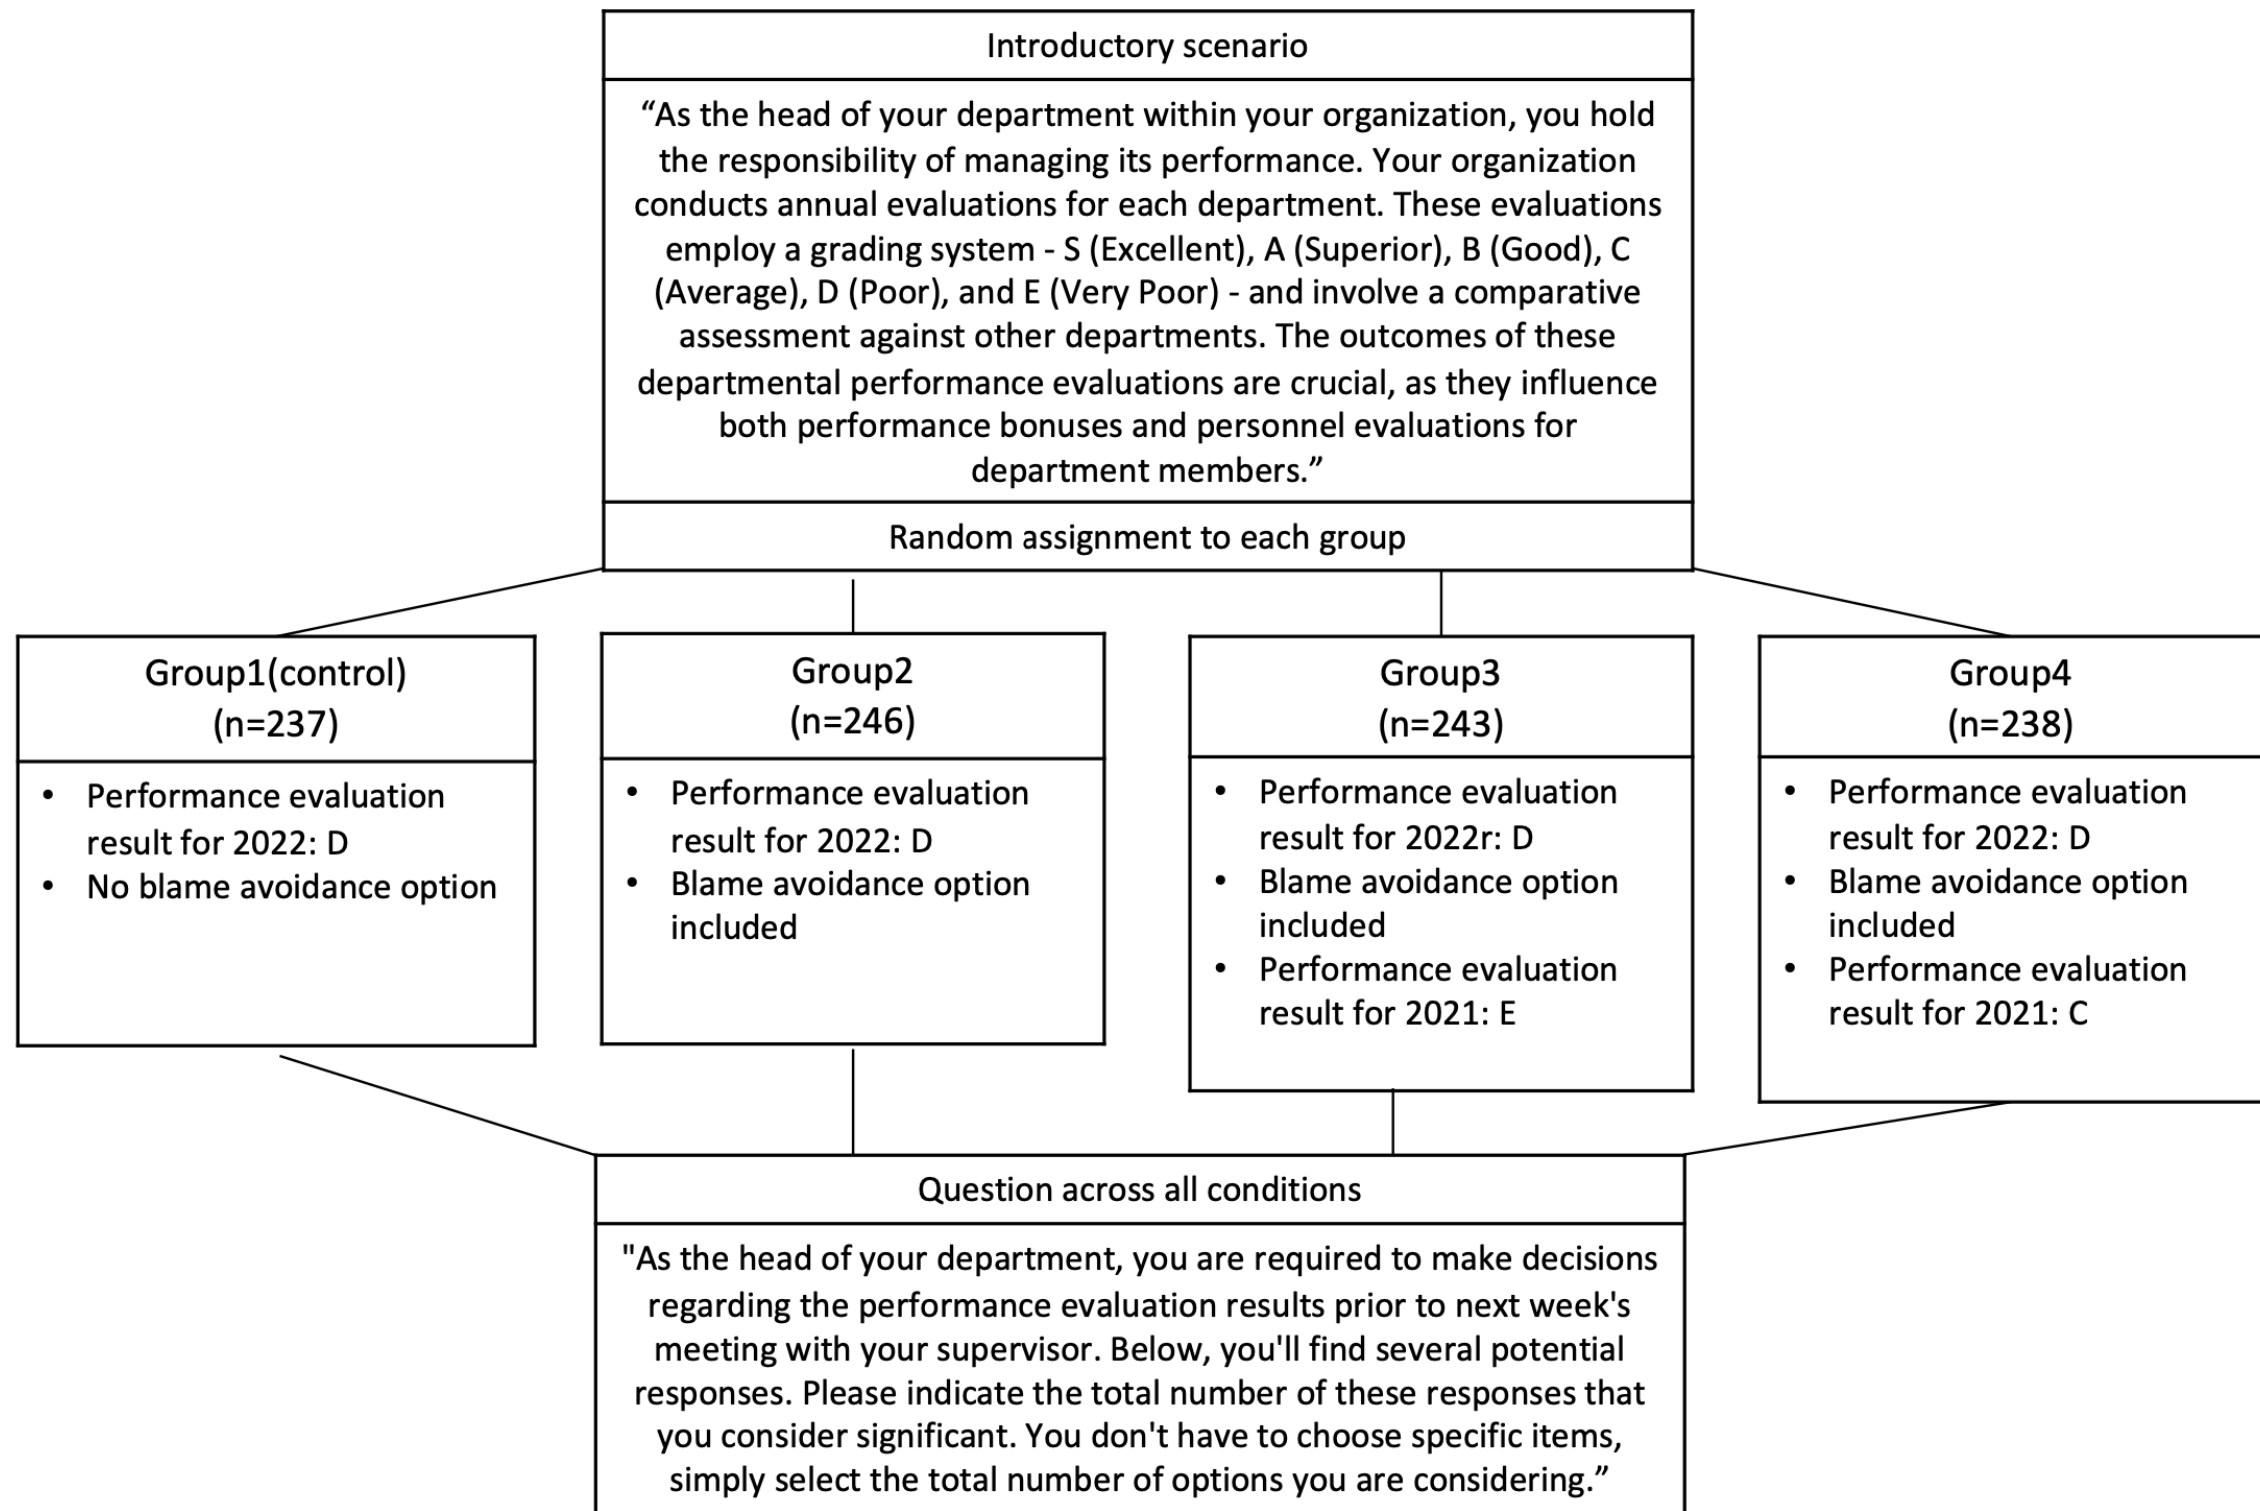 Introductory scenario
“As the head of your department within your organization, you hold
the responsibility of managing its performance. Your organization
conducts annual evaluations for each department. These evaluations
employ a grading system - S (Excellent), A (Superior), B (Good), C
(Average), D (Poor), and E (Very Poor) - and involve a comparative
assessment against other departments. The outcomes of these
departmental performance evaluations are crucial, as they influence
both performance bonuses and personnel evaluations for
department members.”
Random assignment to each group
Group1(control)
(n=237)
• Performance evaluation
result for 2022: D
• No blame avoidance option
Group2
(n=246)
• Performance evaluation
result for 2022: D
• Blame avoidance option
included
Group3
(n=243)
• Performance evaluation
result for 2022r: D
• Blame avoidance option
included
• Performance evaluation
result for 2021: E
Group4
(n=238)
• Performance evaluation
result for 2022: D
• Blame avoidance option
included
• Performance evaluation
result for 2021: C
Question across all conditions
"As the head of your department, you are required to make decisions
regarding the performance evaluation results prior to next week's
meeting with your supervisor. Below, you'll find several potential
responses. Please indicate the total number of these responses that
you consider significant. You don't have to choose specific items,
simply select the total number of options you are considering.”